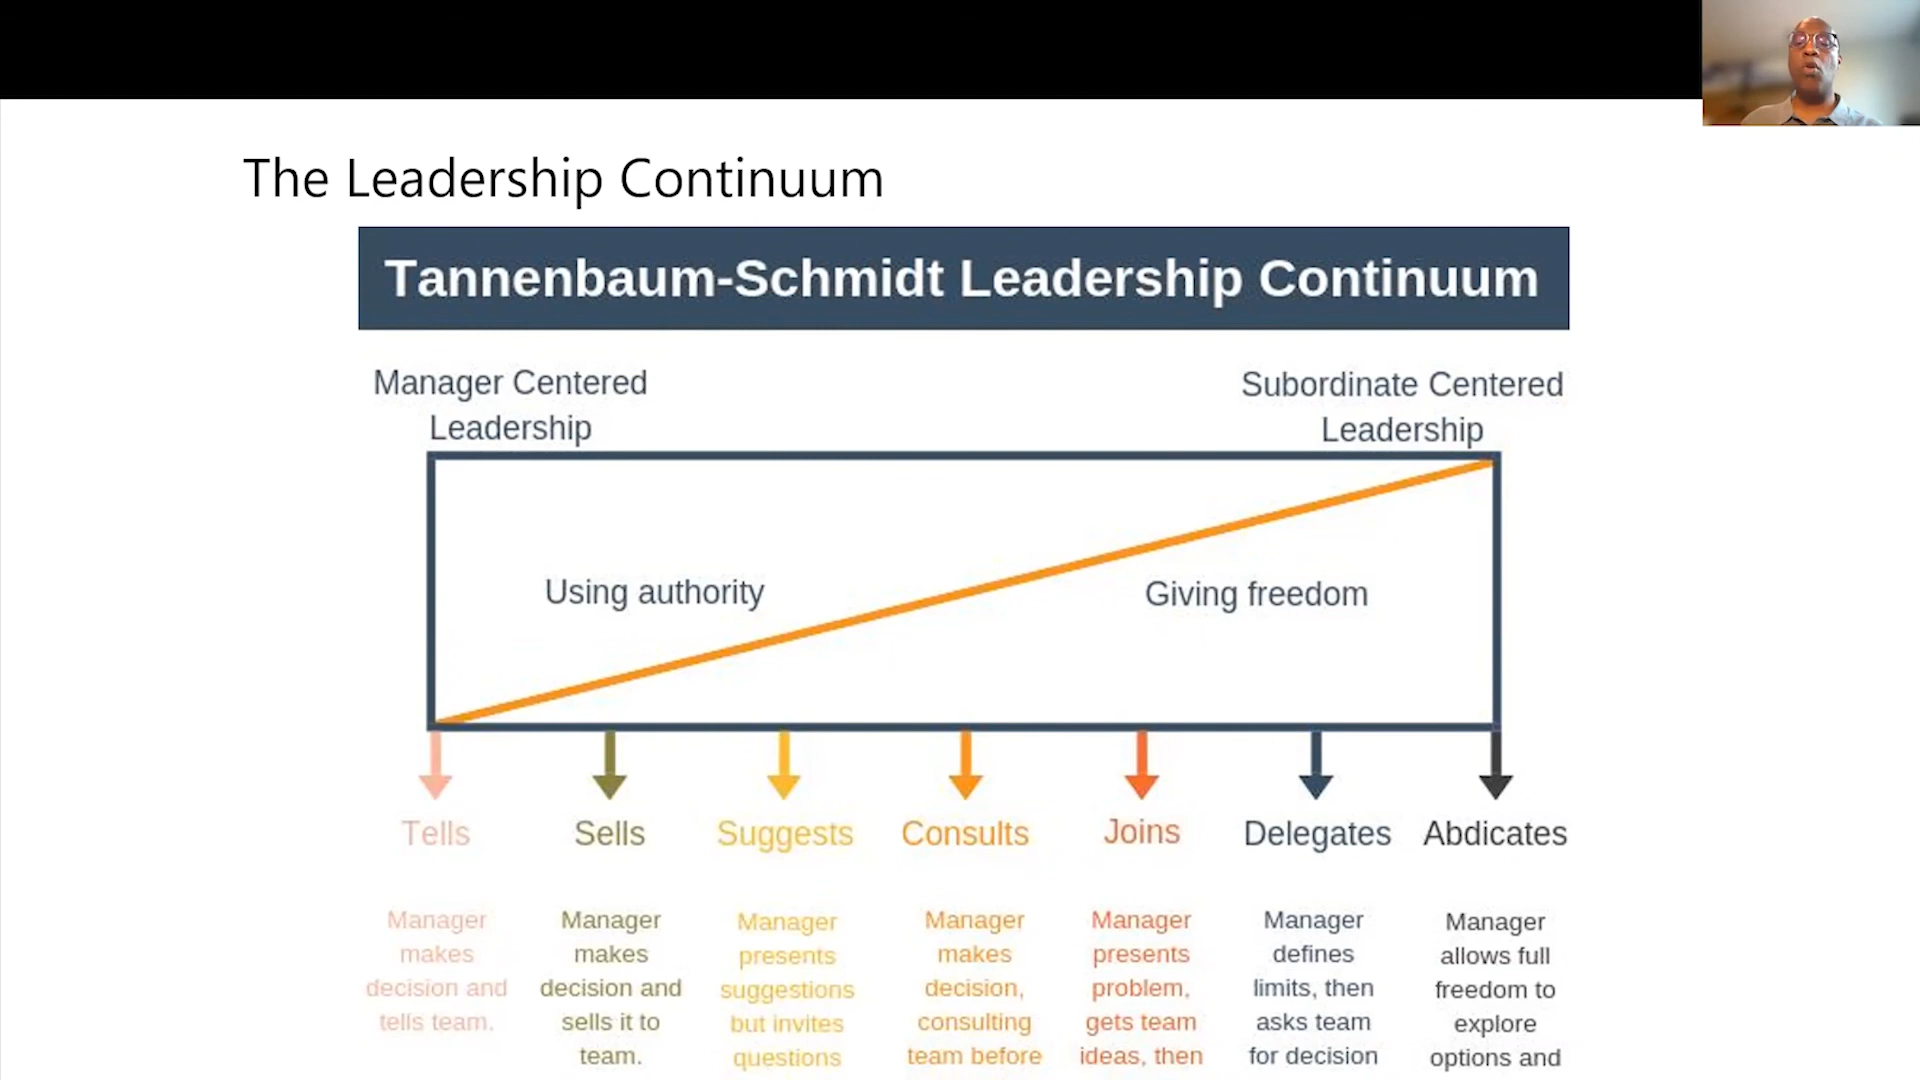 The Leadership Continuum
Tannenbaum-Schmidt Leadership Continuum
Manager Centered
Leadership
Subordinate Centered
Leadership
Using authority
Giving freedom
Tells
Sells
Suggests
Consults
Joins
Delegates
Abdicates
Manager
makes
decision and
tells team.
Manager
makes
decision and
sells it to
team.
Manager
presents
suggestions
but invites
questions
Manager
makes
decision,
consulting
team before
Manager
presents
problem,
gets team
ideas, then
Manager
defines
limits, then
asks team
for decision
Manager
allows full
freedom to
explore
options and